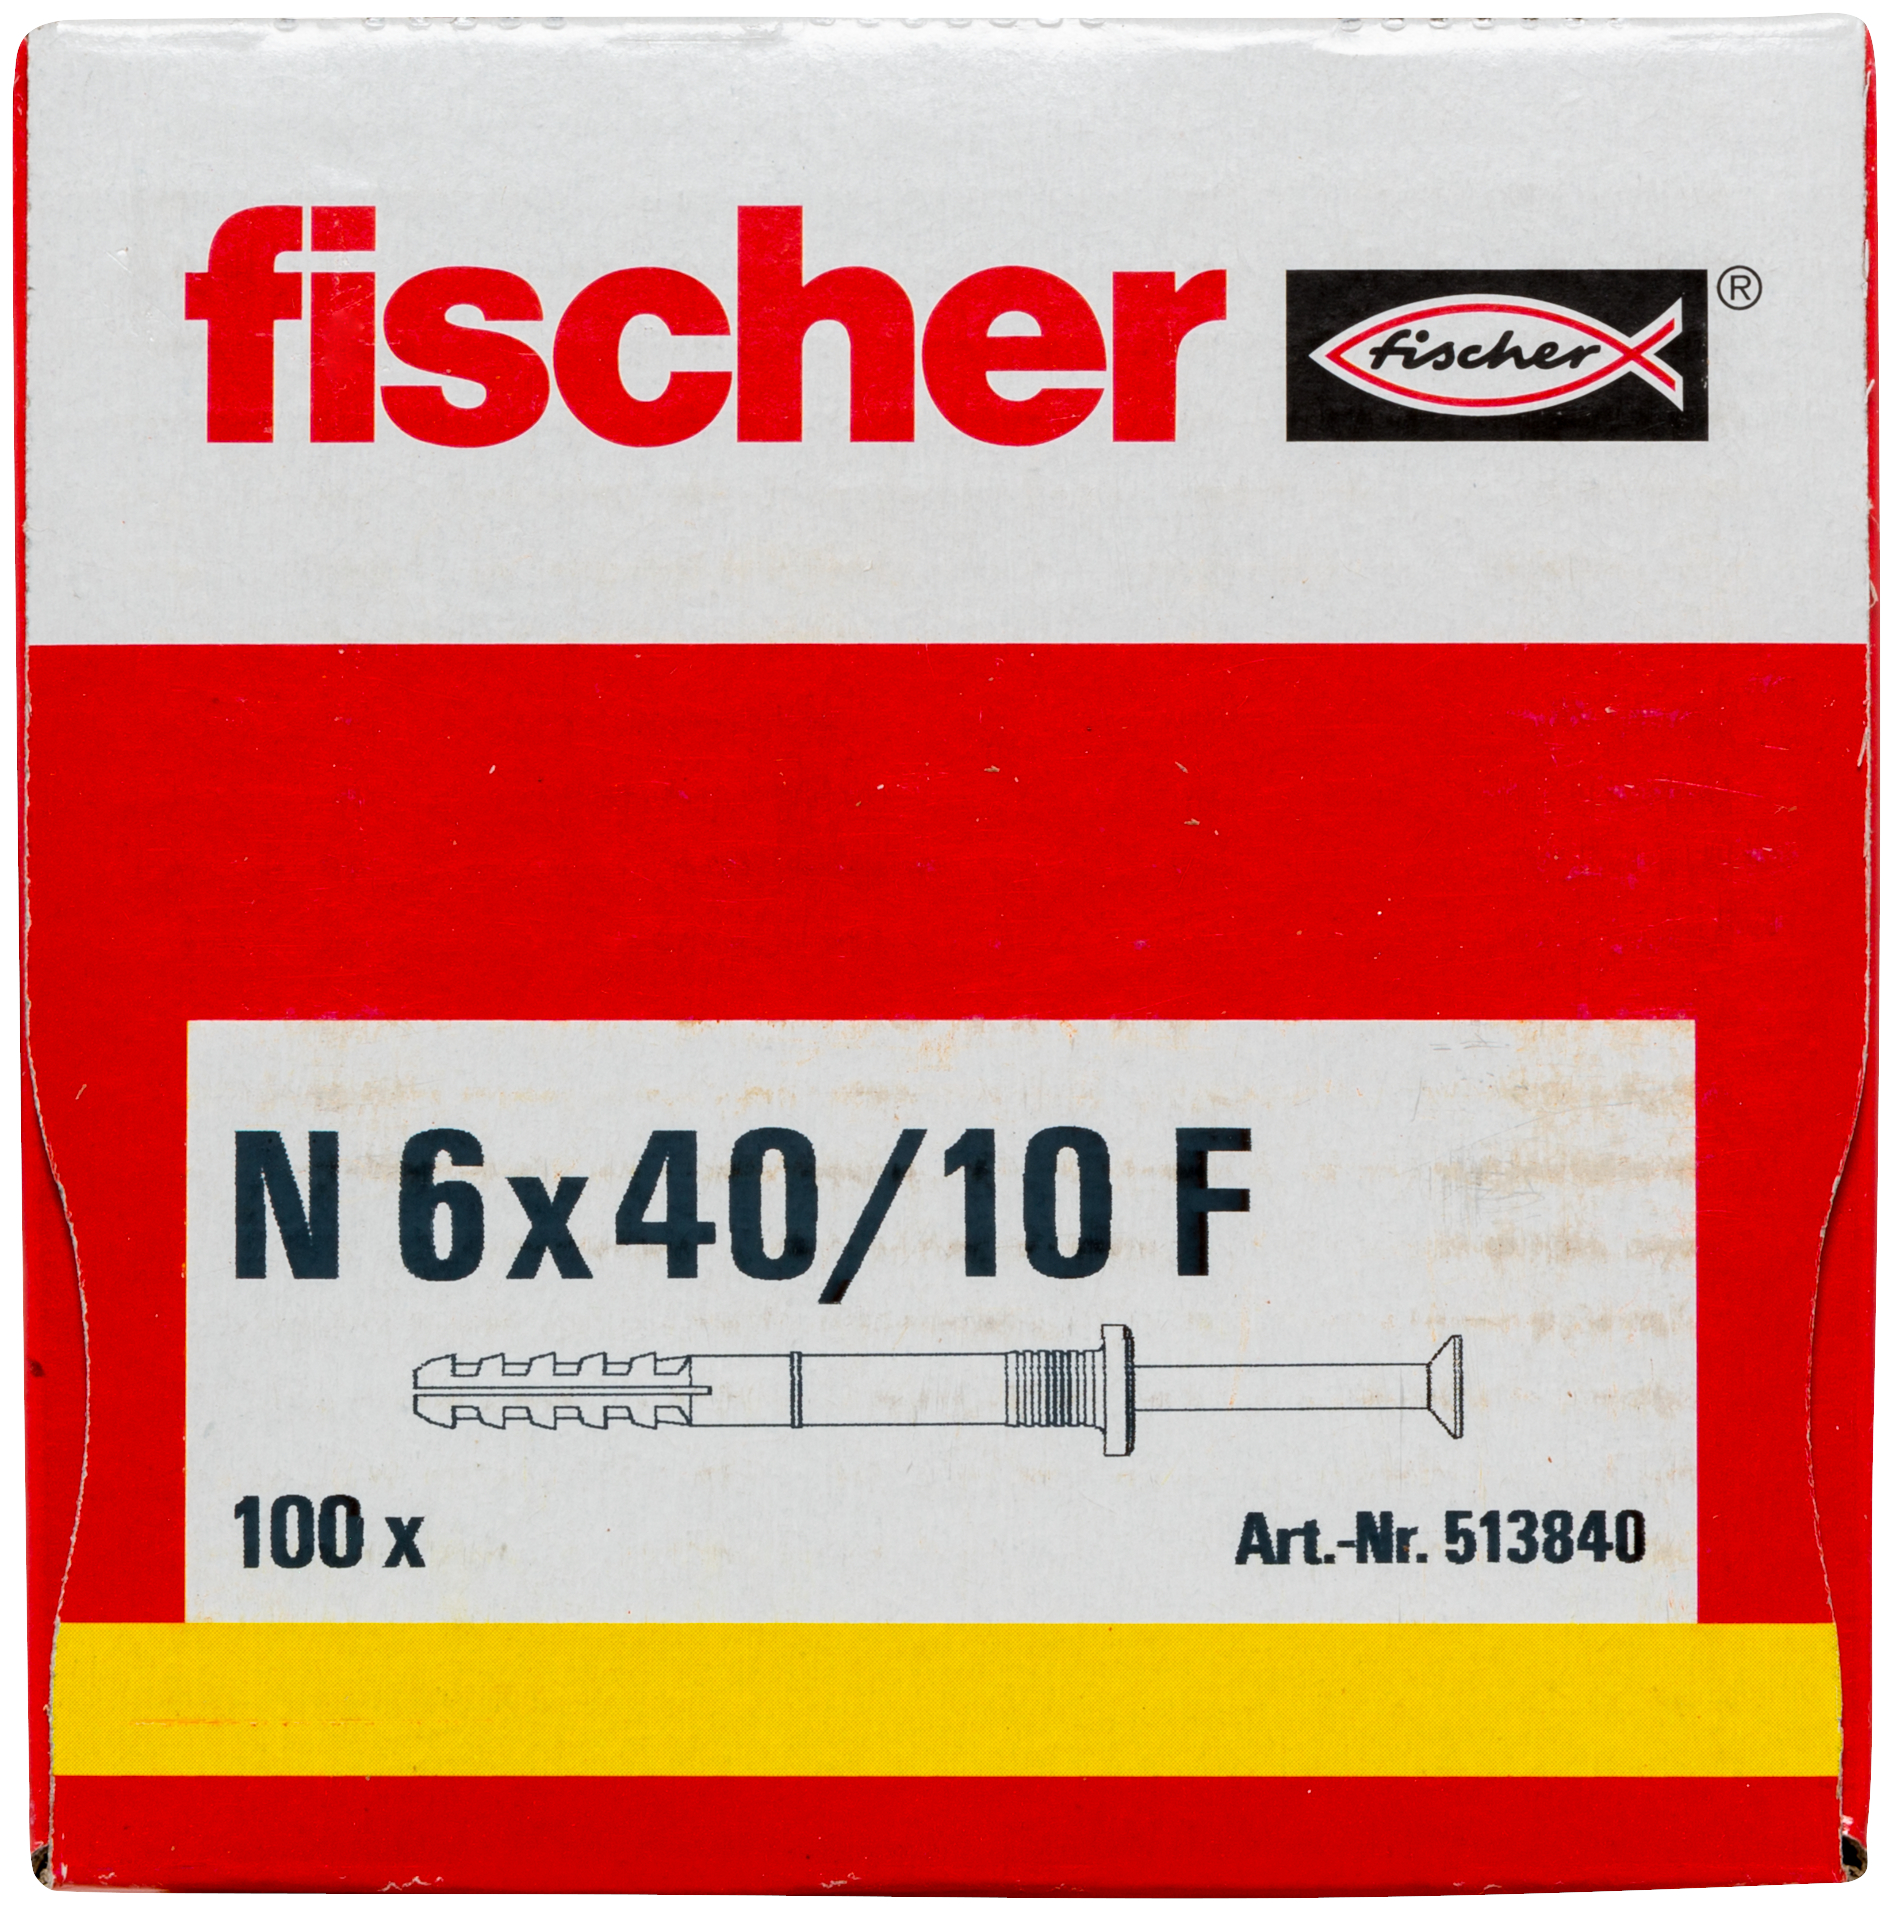 fischer fischer ®
N 6x40/10 F
100 x Art.-Nr. 513840